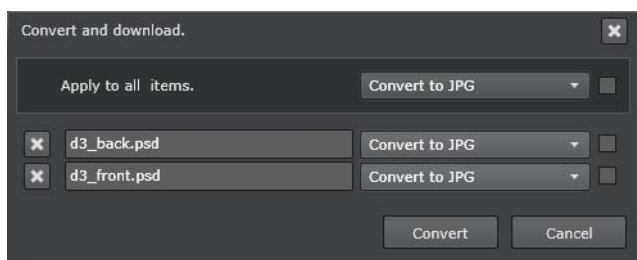 Convert and download.
Apply to all items. Convert to JPG
d3_back.psd Convert to JPG
d3_front.psd Convert to JPG
Convert Cancel